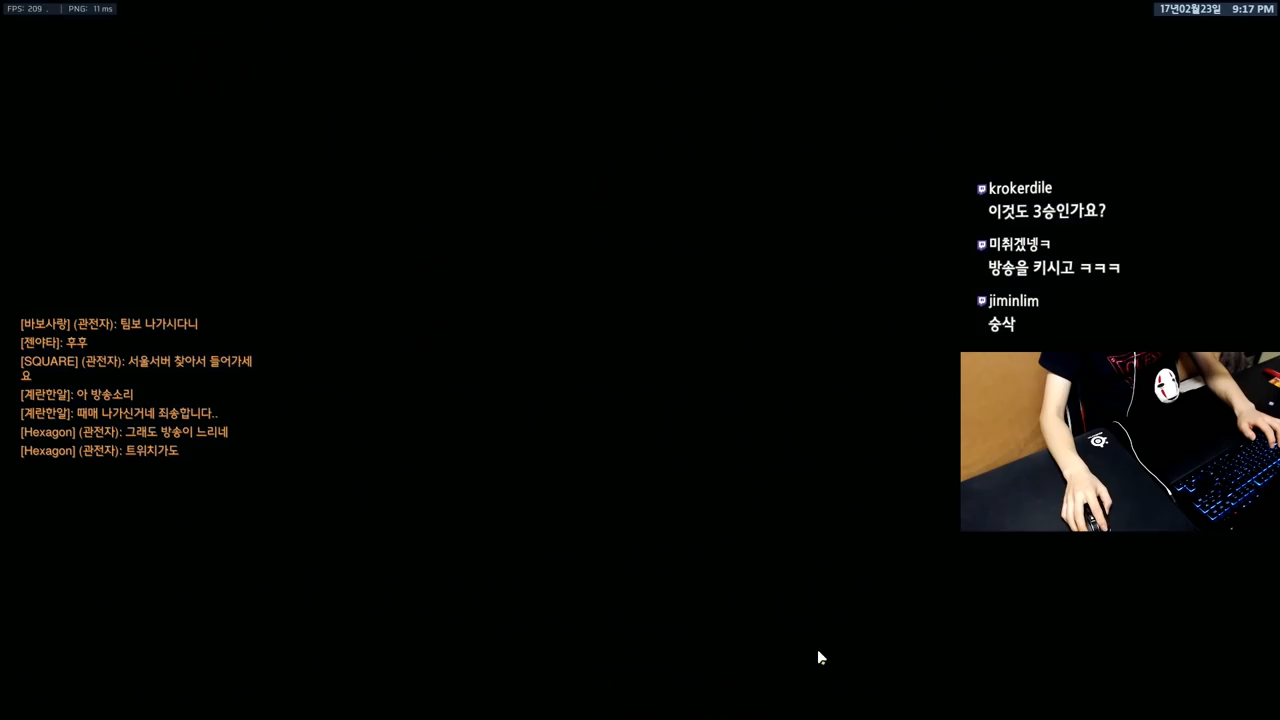 FPS: 209 . | PNG: 11 ms
17년02월23일 9:17 PM
krokerdile
이것도 3승인가요?
미취겠넹ㅋ
방송을 키시고 ㅋㅋㅋ
jiminlim
숭삭
[바보사랑] (관전자): 팀보 나가시다니
[젠야타]: 후후
[SQUARE] (관전자): 서울서버 찾아서 들어가세
요
[계란한알]: 아 방송소리
[계란한알]: 때매 나가신거네 죄송합니다..
[Hexagon] (관전자): 그래도 방송이 느리네
[Hexagon] (관전자): 트위치가도